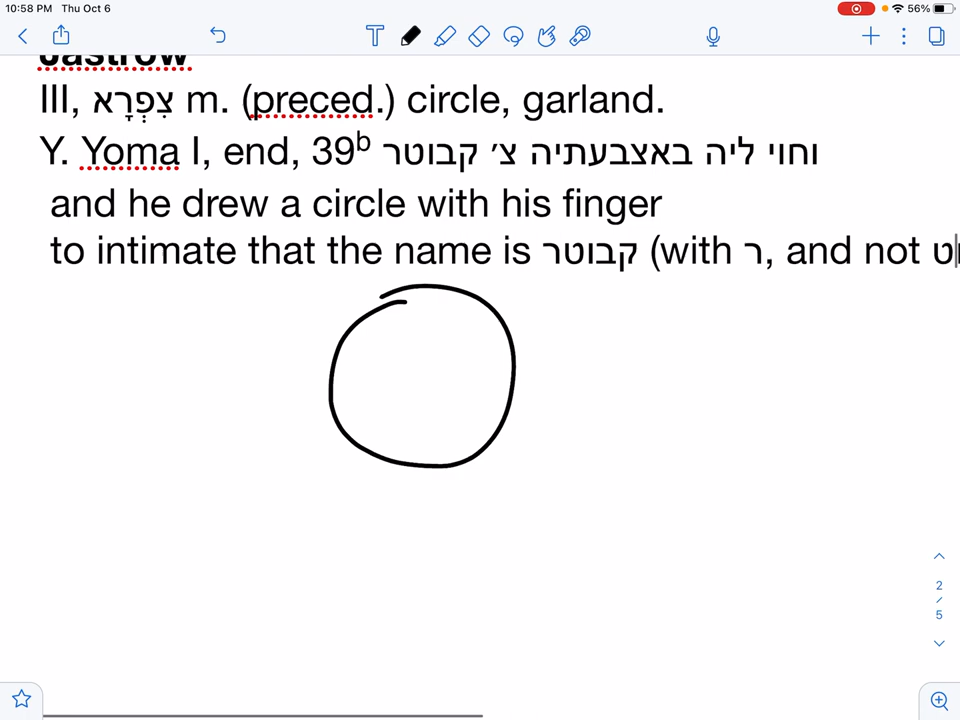 10:58 PM Thu Oct 6 56%
Jastrow
III, צִפְרָא m. (preced.) circle, garland.
Y. Yoma I, end, 39b וחוי ליה באצבעתיה צ׳ קבוטר
and he drew a circle with his finger
to intimate that the name is קבוטר (with ר, and not
2
/
5